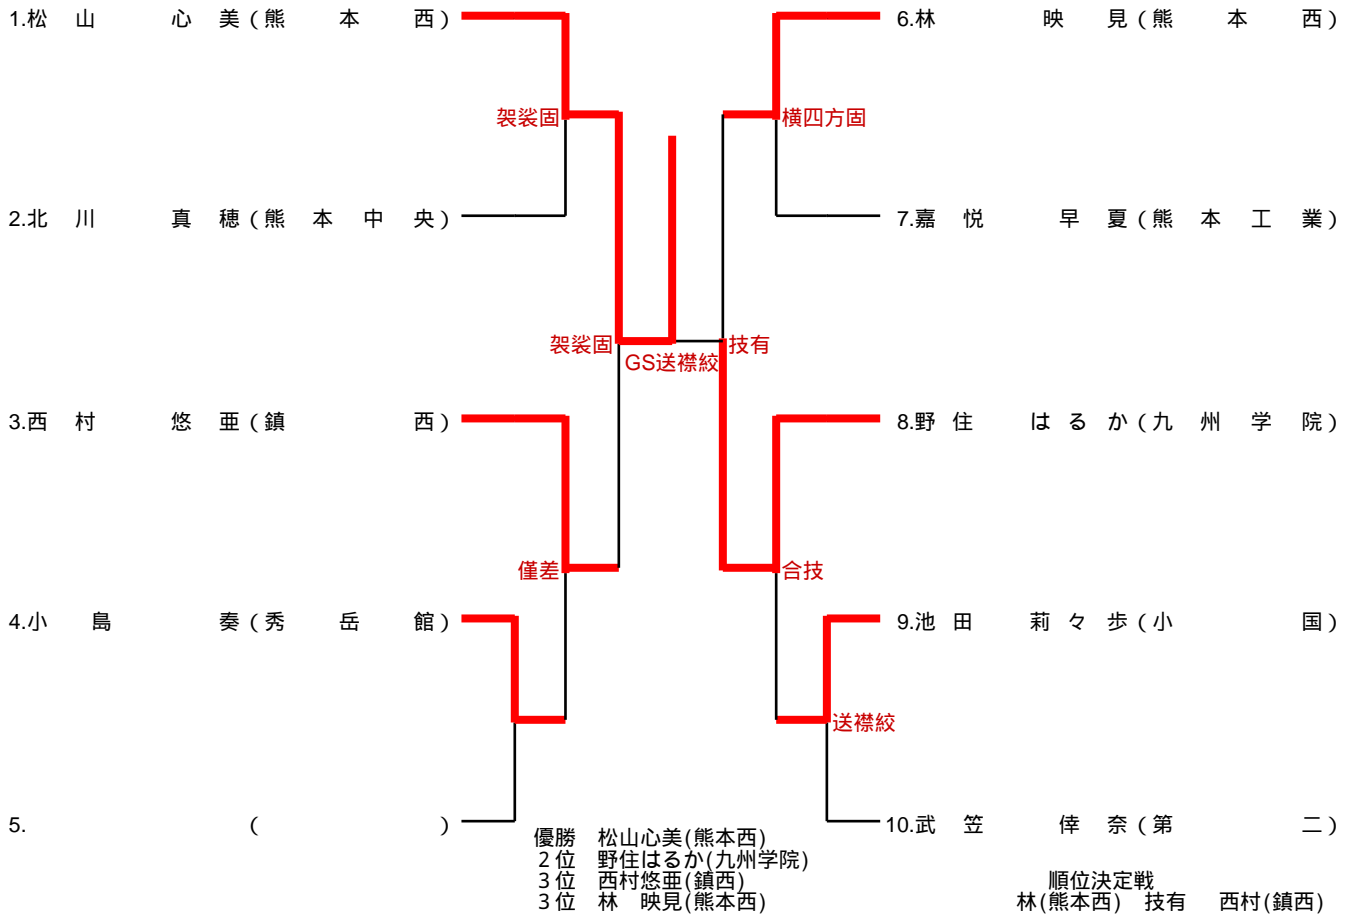 1.松山　心美(熊本西)
6.林　映見(熊本西)
袈裟固
横四方固
2.北川　真穂(熊本中央)
7.嘉悦　早夏(熊本工業)
袈裟固
技有
GS送襟絞
3.西村　悠亜(鎮西)
8.野住　はるか(九州学院)
僅差
合技
4.小島　奏(秀岳館)
9.池田　莉々歩(小国)
送襟絞
5.　(　)
10.武笠　倖奈(第二)
優勝　松山心美(熊本西)
2位　野住はるか(九州学院)
3位　西村悠亜(鎮西)
3位　林　映見(熊本西)
順位決定戦
林(熊本西)　技有　西村(鎮西)